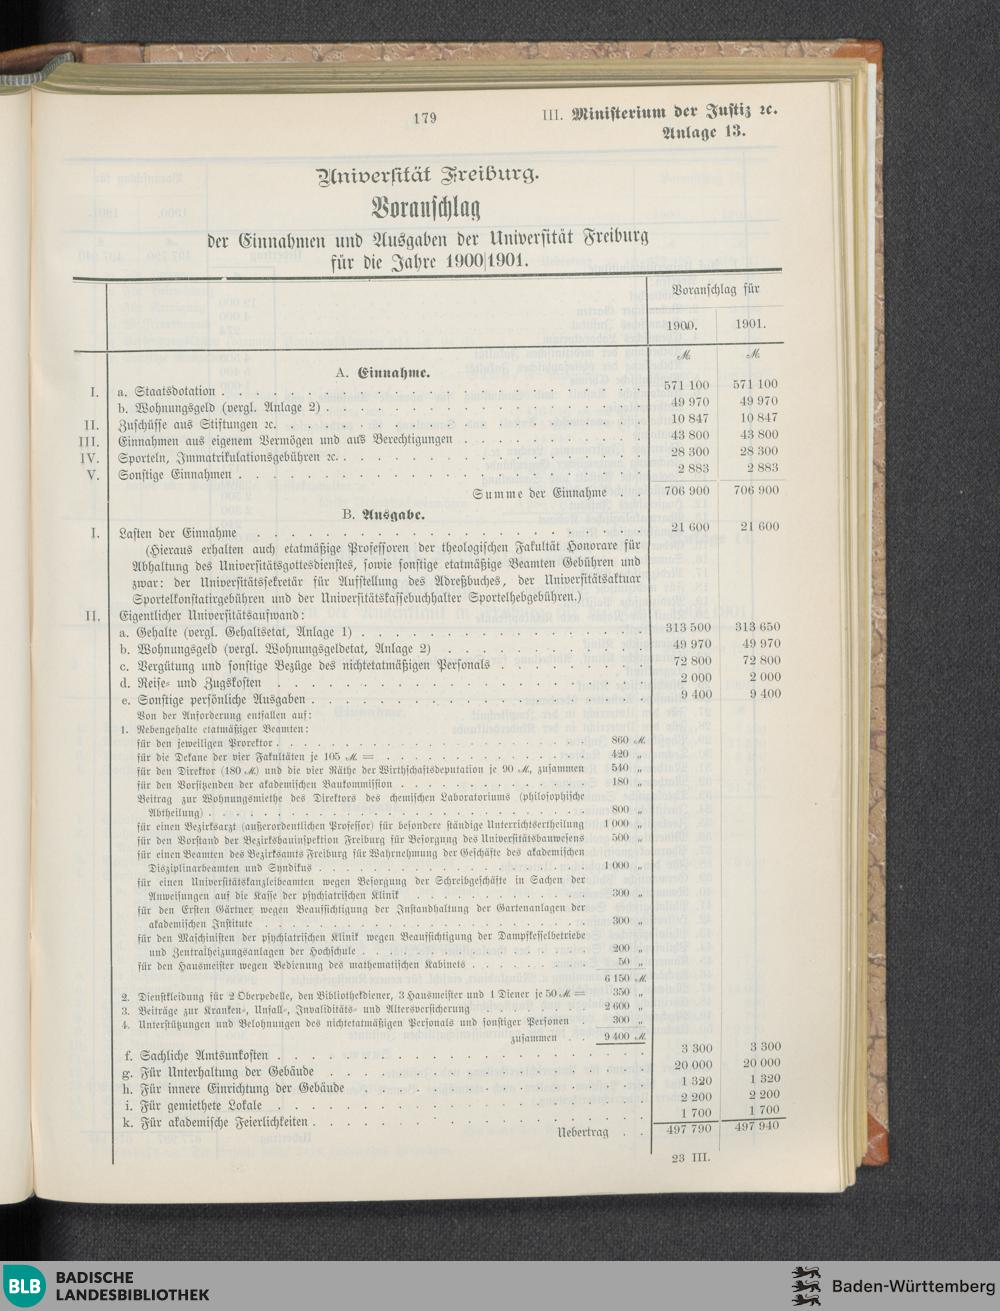 179
III. Ministerium der Justiz ꝛc.
Anlage 13.
Universität Freiburg.
Voranschlag
der Einnahmen und Ausgaben der Universität Freiburg
für die Jahre 1900|1901.
Voranschlag für
1900. 1901.
ℳ. ℳ.
A. Einnahme.
I. a. Staatsdotation . . . 571 100 571 100
b. Wohnungsgeld (vergl. Anlage 2) . . . 49 970 49 970
II. Zuschüsse aus Stiftungen ꝛc. . . . 10 847 10 847
III. Einnahmen aus eigenem Vermögen und aus Berechtigungen . . . 43 800 43 800
IV. Sporteln, Immatrikulationsgebühren ꝛc. . . . 28 300 28 300
V. Sonstige Einnahmen . . . 2 883 2 883
Summe der Einnahme . . 706 900 706 900
B. Ausgabe.
I. Lasten der Einnahme . . . 21 600 21 600
(Hieraus erhalten auch etatmäßige Professoren der theologischen Fakultät Honorare für
Abhaltung des Universitätsgottesdienstes, sowie sonstige etatmäßige Beamten Gebühren und
zwar: der Universitätssekretär für Aufstellung des Adreßbuches, der Universitätsaktuar
Sportelkonstatirgebühren und der Universitätskassebuchhalter Sportelhebgebühren.)
II. Eigentlicher Universitätsaufwand:
a. Gehalte (vergl. Gehaltsetat, Anlage 1) . . . 313 500 313 650
b. Wohnungsgeld (vergl. Wohnungsgeldetat, Anlage 2) . . . 49 970 49 970
c. Vergütung und sonstige Bezüge des nichtetatmäßigen Personals . . . 72 800 72 800
d. Reise- und Zugskosten . . . 2 000 2 000
e. Sonstige persönliche Ausgaben . . . 9 400 9 400
Von der Anforderung entfallen auf:
1. Nebengehalte etatmäßiger Beamten:
für den jeweiligen Prorektor . . . 860 ℳ.
für die Dekane der vier Fakultäten je 105 ℳ. = . . . 420 „
für den Direktor (180 ℳ.) und die vier Räthe der Wirthschaftsdeputation je 90 ℳ., zusammen 540 „
für den Vorsitzenden der akademischen Baukommission . . . 180 „
Beitrag zur Wohnungsmiethe des Direktors des chemischen Laboratoriums (philosophische
Abtheilung) . . . 800 „
für einen Bezirksarzt (außerordentlichen Professor) für besondere ständige Unterrichtsertheilung 1 000 „
für den Vorstand der Bezirksbauinspektion Freiburg für Besorgung des Universitätsbauwesens 500 „
für einen Beamten des Bezirksamts Freiburg für Wahrnehmung der Geschäfte des akademischen
Disziplinarbeamten und Syndikus . . . 1 000 „
für einen Universitätskanzleibeamten wegen Besorgung der Schreibgeschäfte in Sachen der
Anweisungen auf die Kasse der psychiatrischen Klinik . . . 300 „
für den Ersten Gärtner wegen Beaufsichtigung der Instandhaltung der Gartenanlagen der
akademischen Institute . . . 300 „
für den Maschinisten der psychiatrischen Klinik wegen Beaufsichtigung der Dampfkesselbetriebe
und Zentralheizungsanlagen der Hochschule . . . 200 „
für den Hausmeister wegen Bedienung des mathematischen Kabinets . . . 50 „
6 150 ℳ.
2. Dienstkleidung für 2 Oberpedelle, den Bibliothekdiener, 3 Hausmeister und 1 Diener je 50 ℳ. = 350 „
3. Beiträge zur Kranken-, Unfall-, Invaliditäts- und Altersversicherung . . . 2 600 „
4. Unterstützungen und Belohnungen des nichtetatmäßigen Personals und sonstiger Personen . 300 „
zusammen . . 9 400 ℳ.
f. Sachliche Amtsunkosten . . . 3 300 3 300
g. Für Unterhaltung der Gebäude . . . 20 000 20 000
h. Für innere Einrichtung der Gebäude . . . 1 320 1 320
i. Für gemiethete Lokale . . . 2 200 2 200
k. Für akademische Feierlichkeiten . . . 1 700 1 700
Uebertrag . . 497 790 497 940
23 III.
BLB BADISCHE
LANDESBIBLIOTHEK
Baden-Württemberg